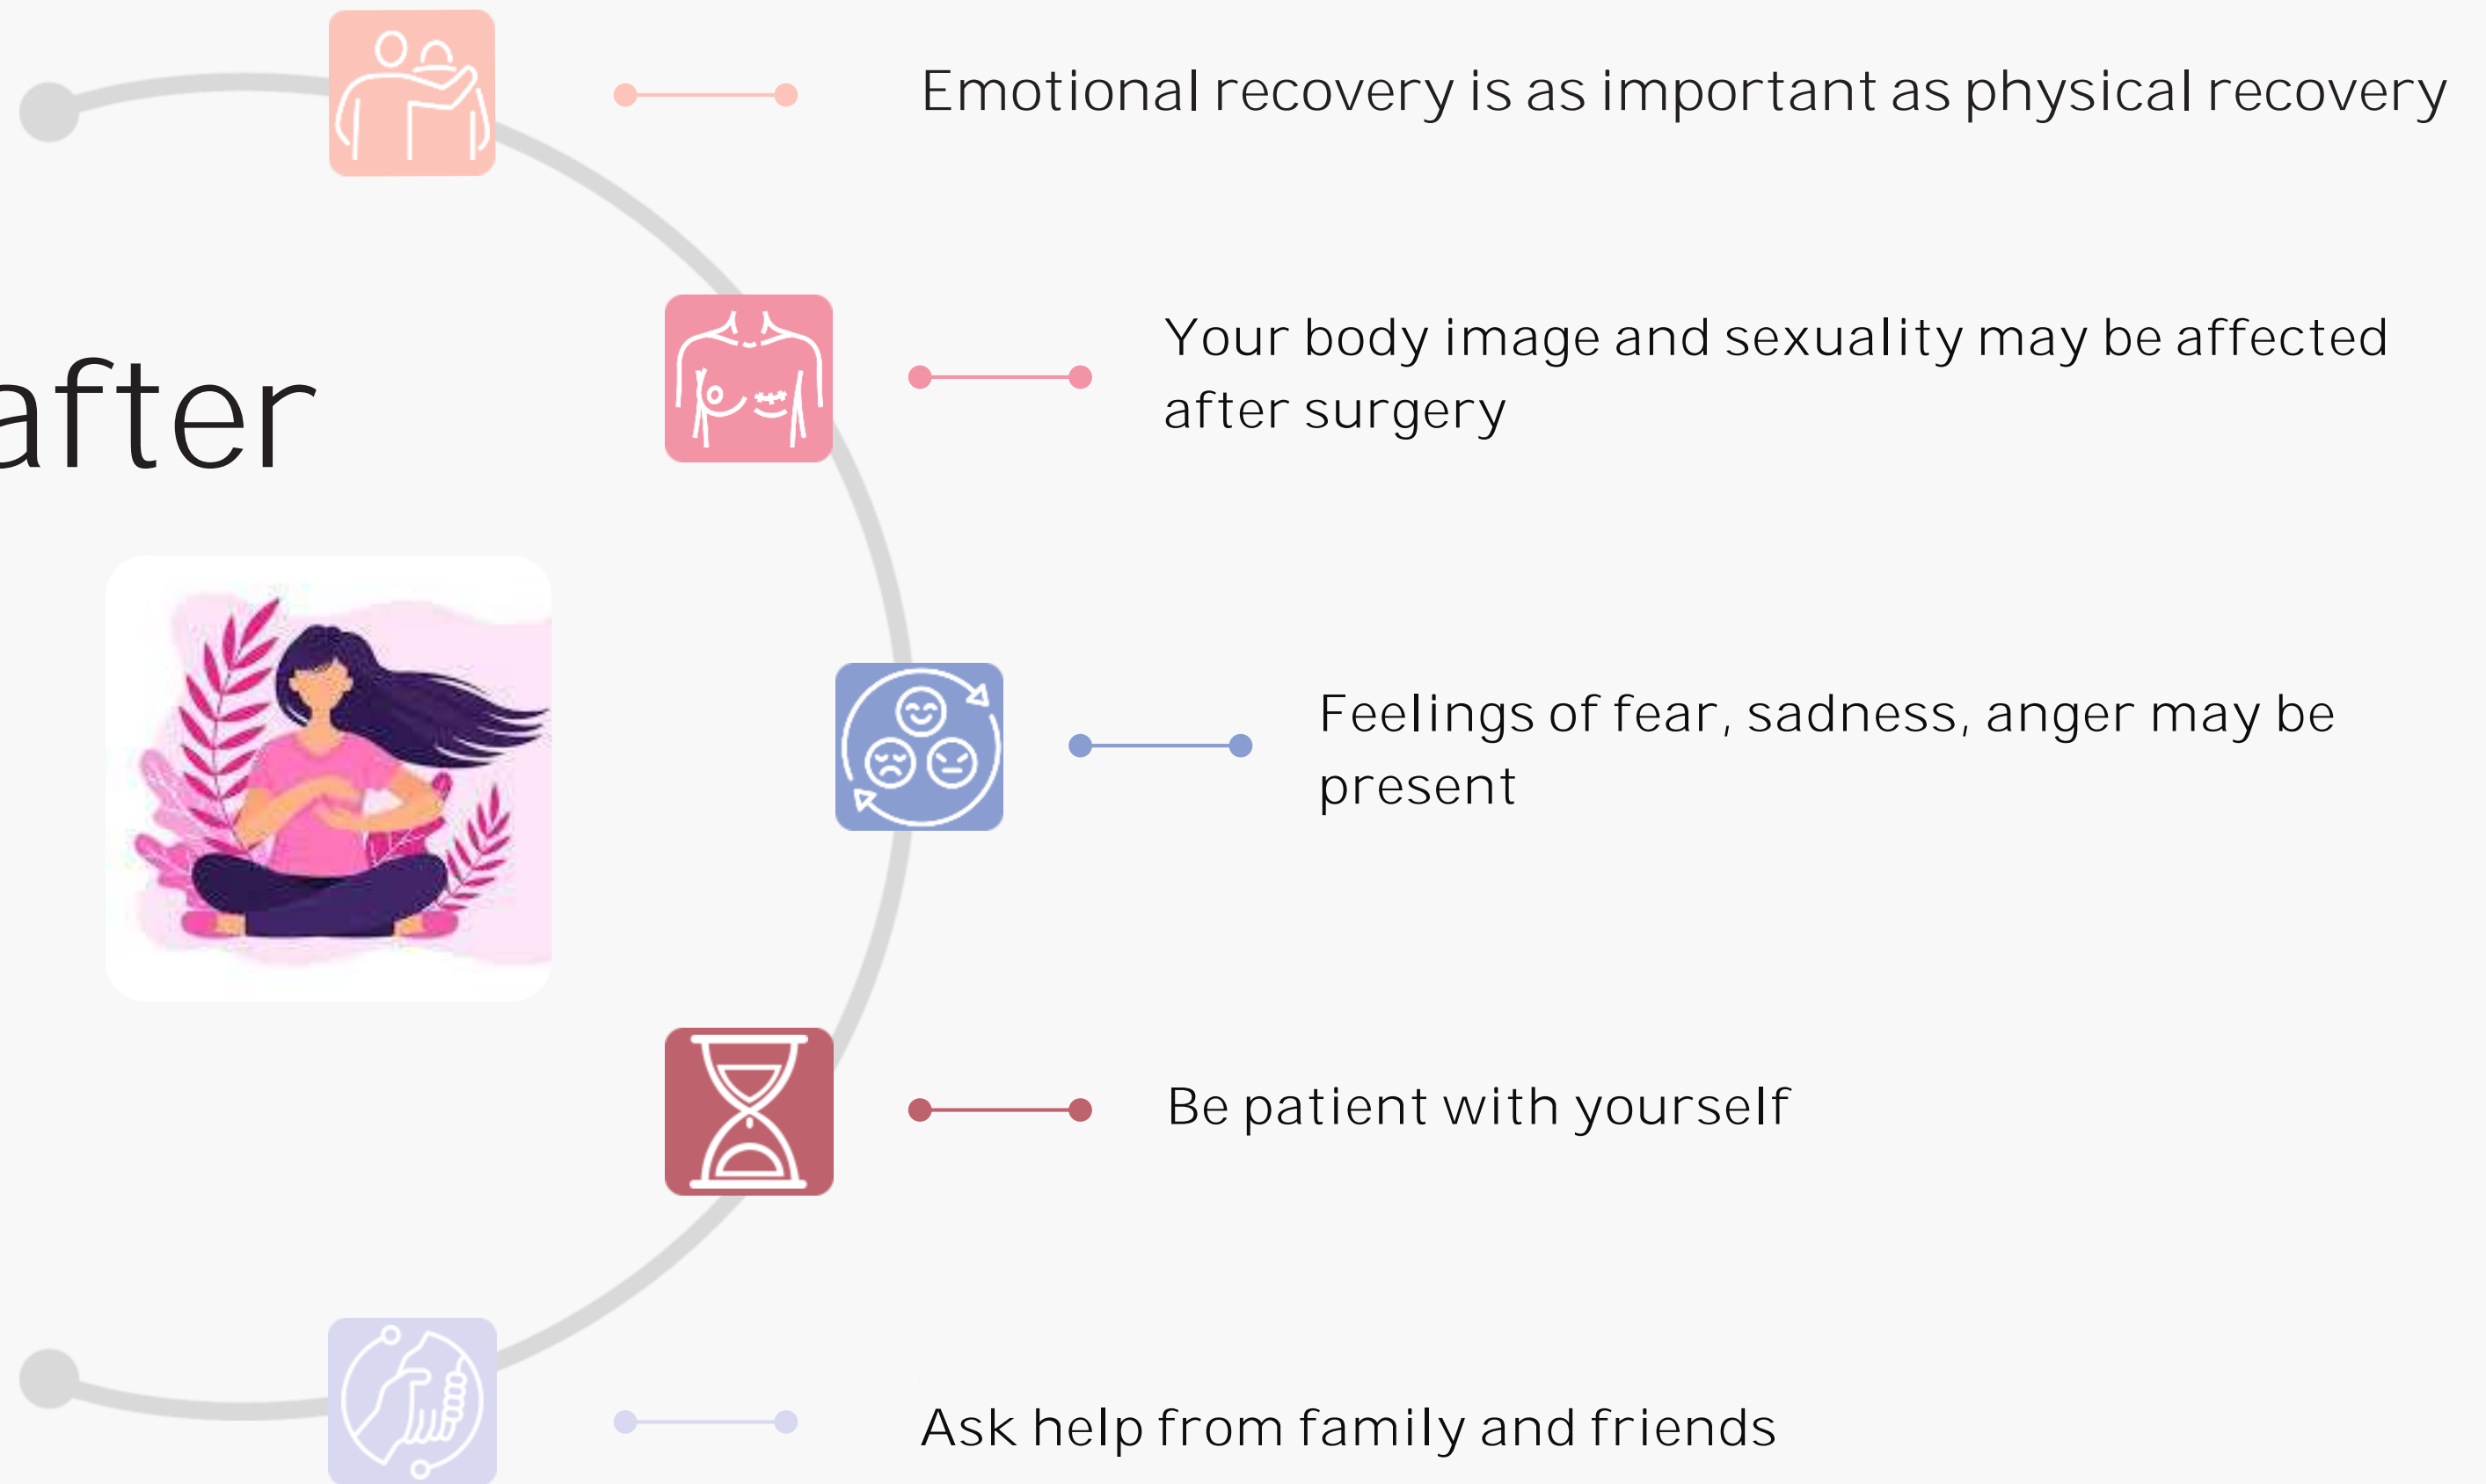 Emotional recovery is as important as physical recovery
Your body image and sexuality may be affected
after surgery
after
Feelings of fear, sadness, anger may be
present
Be patient with yourself
Ask help from family and friends